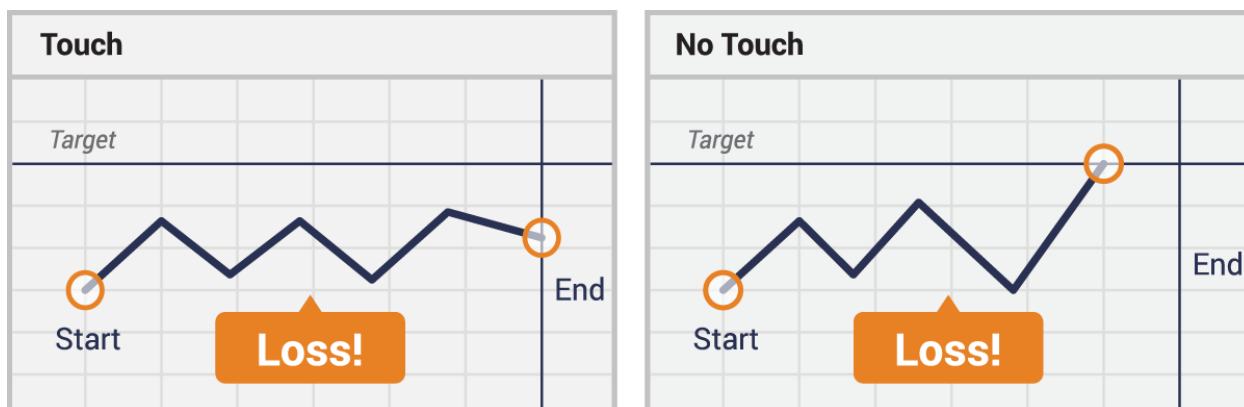 Touch
Target
End
Start
Loss!
No Touch
Target
End
Start
Loss!